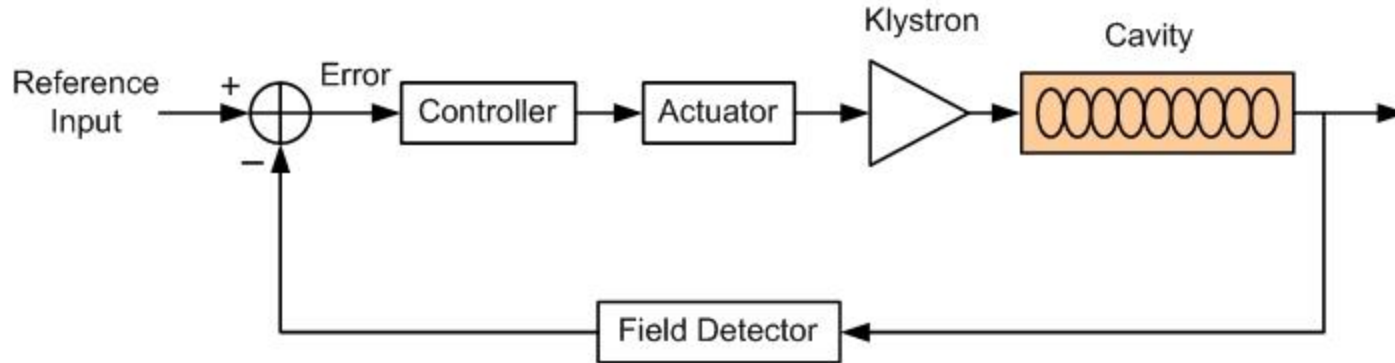 Klystron
Cavity
Reference
Input
+
Error
Controller
Actuator
−
Field Detector